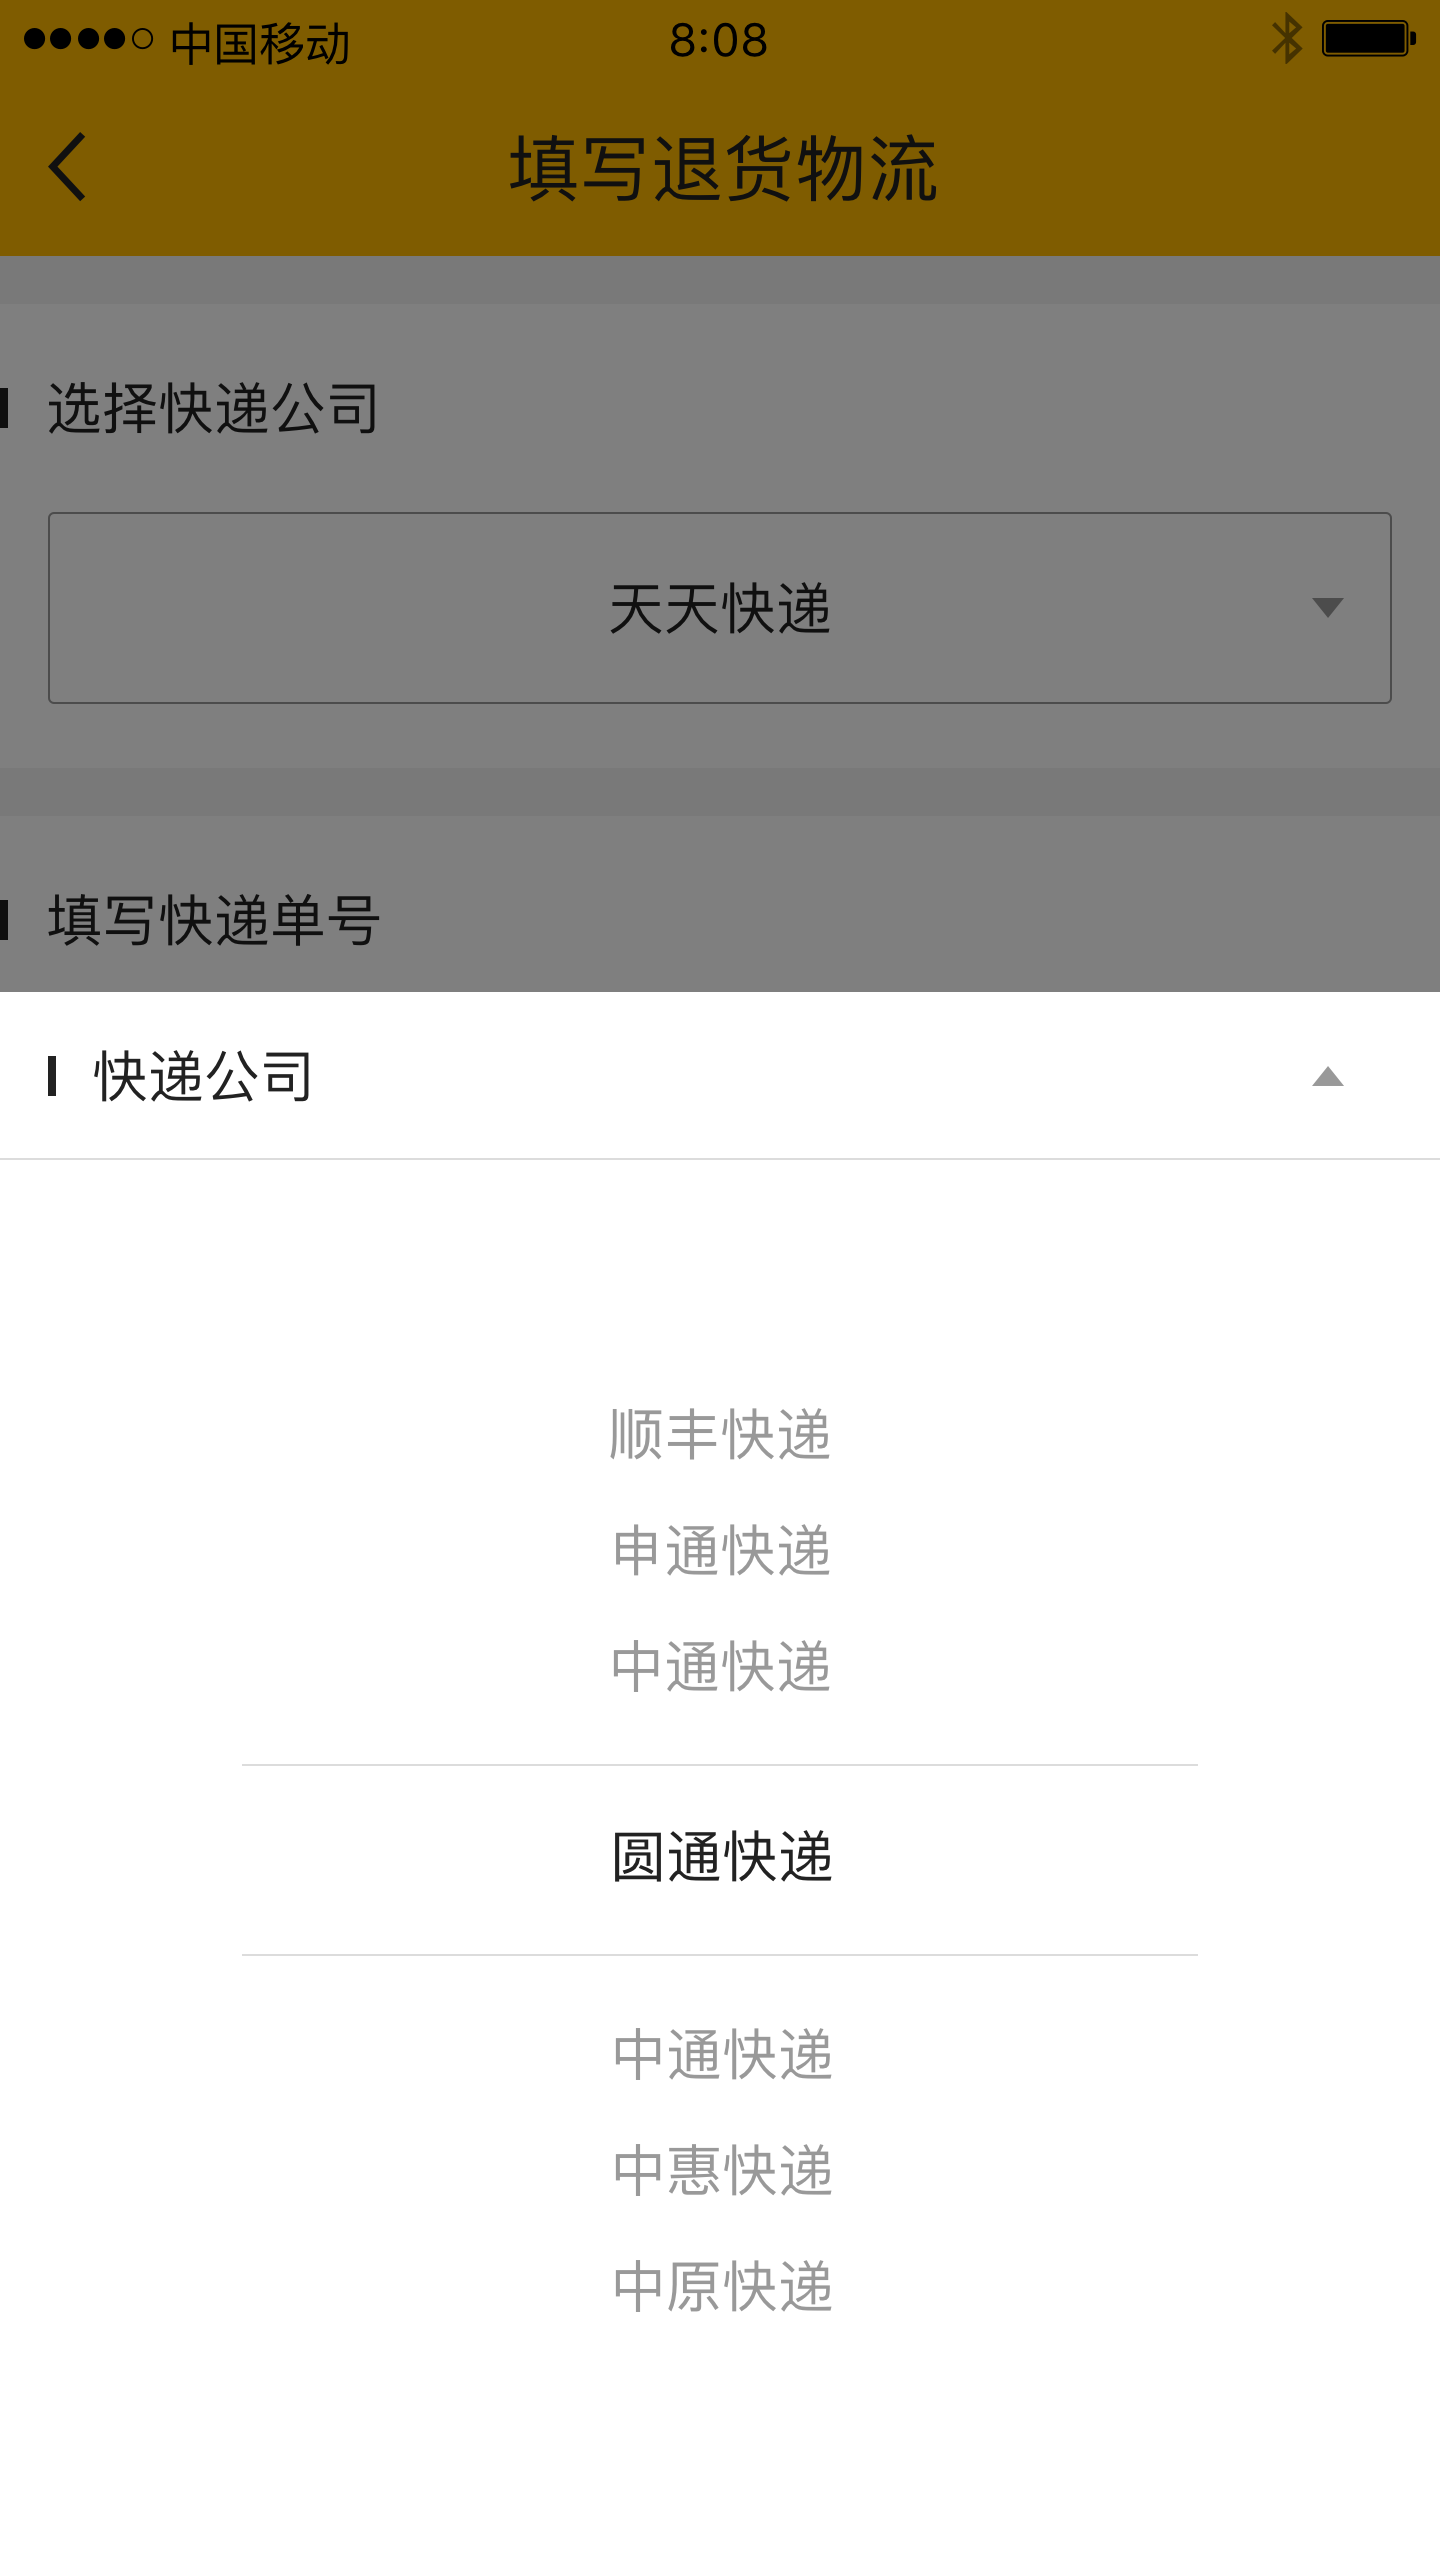 中国移动 8:08
填写退货物流
选择快递公司
天天快递
填写快递单号
快递公司
顺丰快递
申通快递
中通快递
圆通快递
中通快递
中惠快递
中原快递